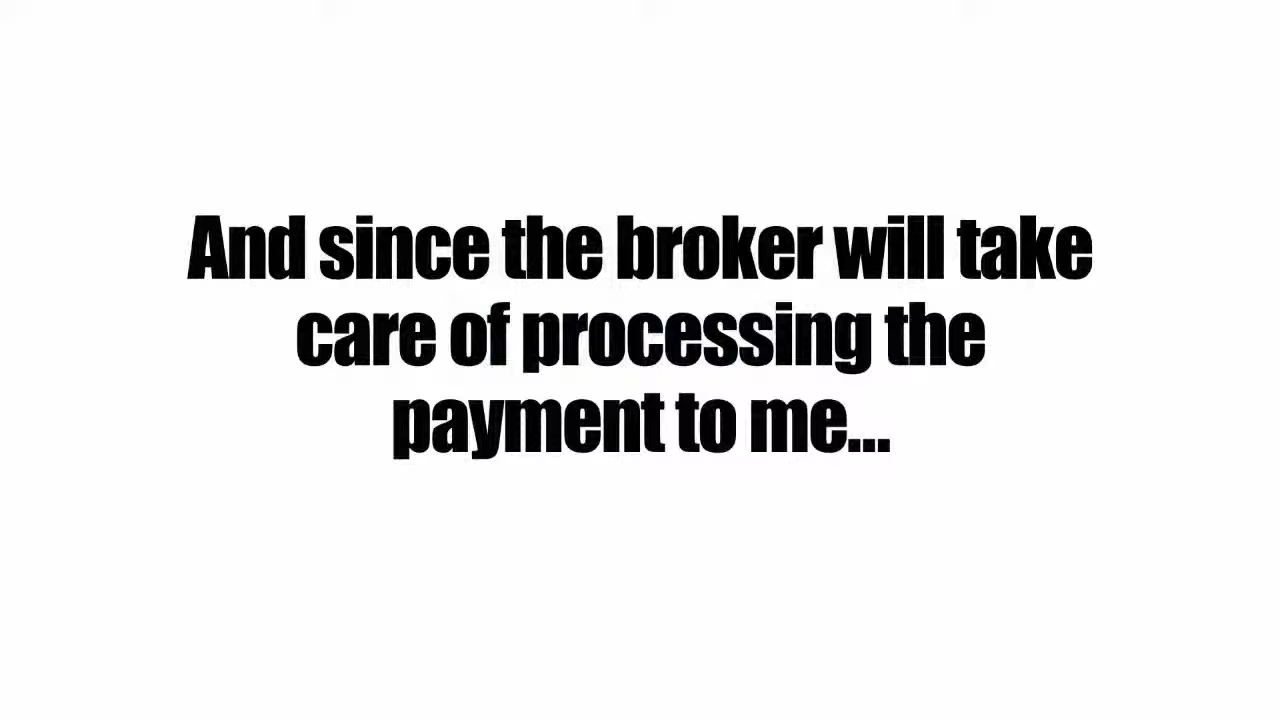 And since the broker will take
care of processing the
payment to me...